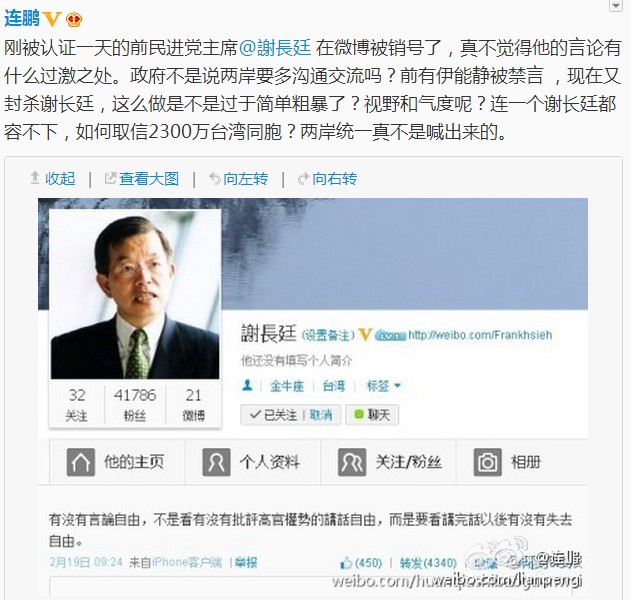 连鹏
刚被认证一天的前民进党主席@謝長廷 在微博被销号了，真不觉得他的言论有
什么过激之处。政府不是说两岸要多沟通交流吗？前有伊能静被禁言 ，现在又
封杀谢长廷，这么做是不是过于简单粗暴了？视野和气度呢？连一个谢长廷都
容不下，如何取信2300万台湾同胞？两岸统一真不是喊出来的。
收起 | 查看大图 | 向左转 | 向右转
謝長廷 (设置备注) http://weibo.com/Frankhsieh
他还没有填写个人简介
金牛座 | 台湾 | 标签
32 41786 21
关注 粉丝 微博
已关注 | 取消 聊天
他的主页 个人资料 关注/粉丝 相册
有沒有言論自由，不是看有沒有批評高官權勢的講話自由，而是要看講完話以後有沒有失去
自由。
2月19日 09:24 来自iPhone客户端 | 举报 (450) | 转发(4340)
@连鹏
weibo.com/lianpengi